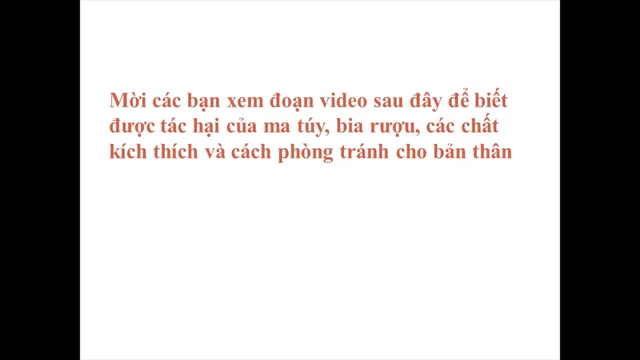 Mời các bạn xem đoạn video sau đây để biết
được tác hại của ma túy, bia rượu, các chất
kích thích và cách phòng tránh cho bản thân